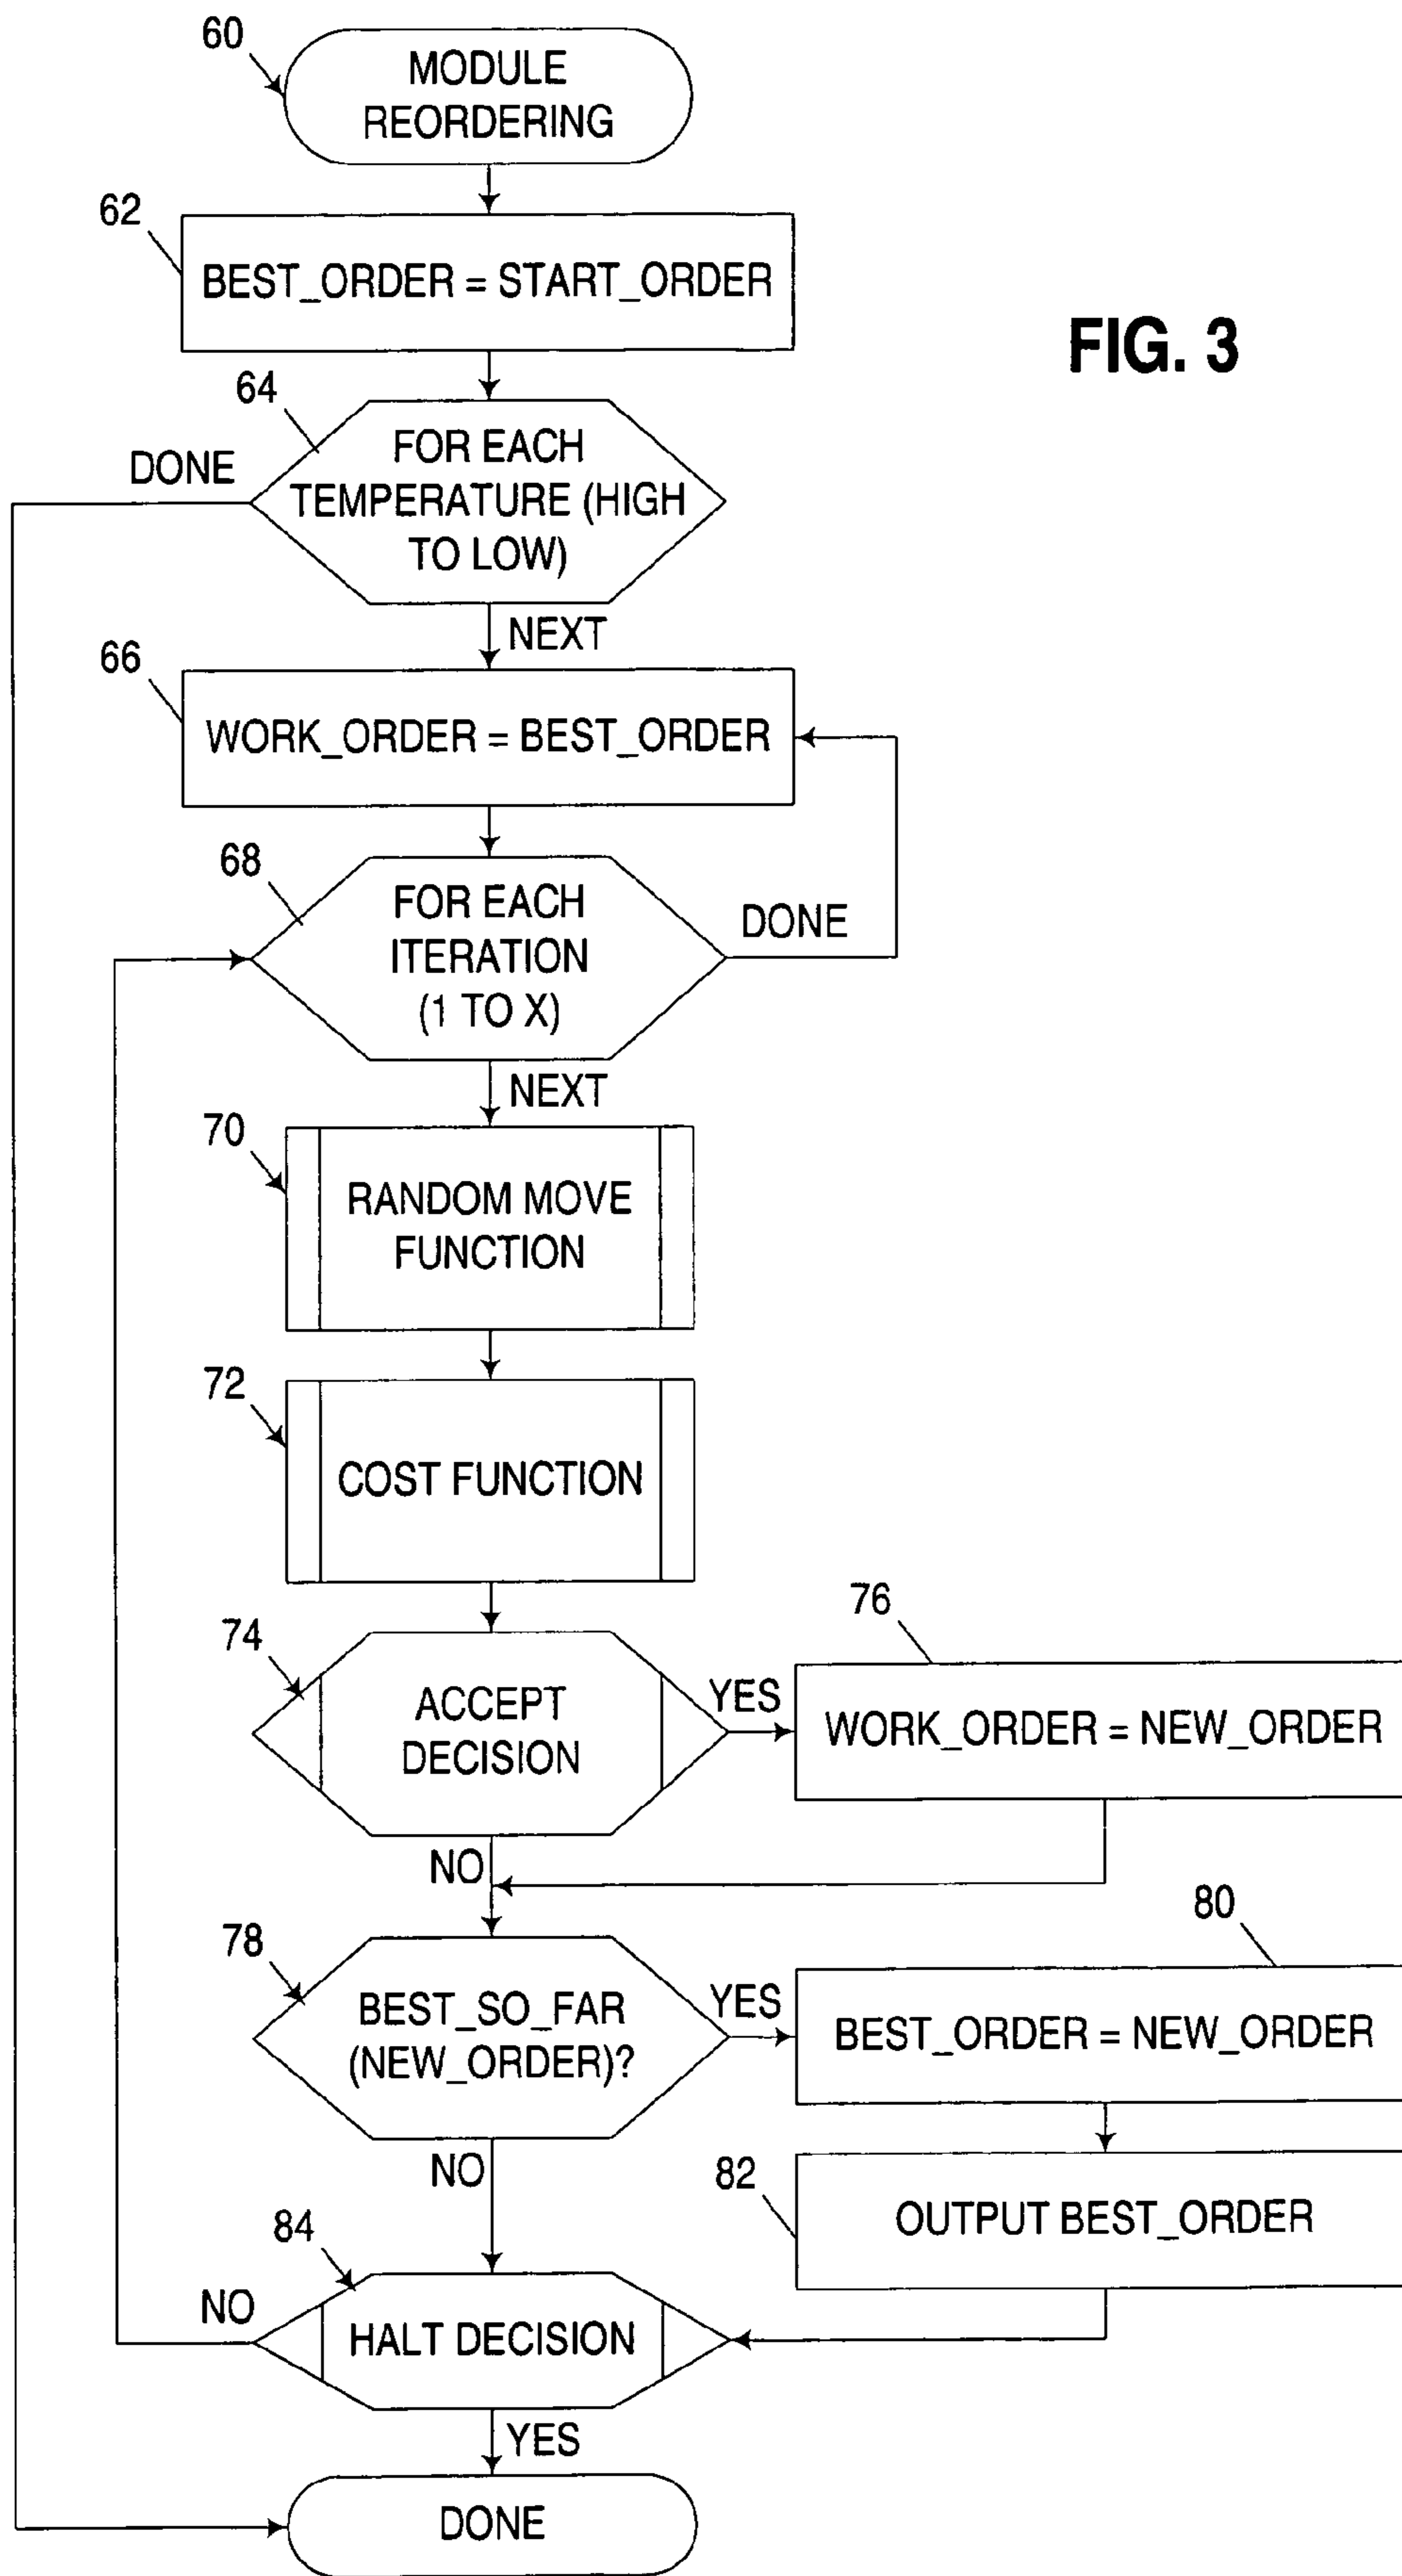 60
MODULE
REORDERING
62
BEST_ORDER = START_ORDER
FIG. 3
64
DONE
FOR EACH
TEMPERATURE (HIGH
TO LOW)
NEXT
66
WORK_ORDER = BEST_ORDER
68
FOR EACH
ITERATION
(1 TO X)
DONE
NEXT
70
RANDOM MOVE
FUNCTION
72
COST FUNCTION
74
ACCEPT
DECISION
YES
76
WORK_ORDER = NEW_ORDER
NO
78
BEST_SO_FAR
(NEW_ORDER)?
YES
80
BEST_ORDER = NEW_ORDER
NO
82
OUTPUT BEST_ORDER
84
NO
HALT DECISION
YES
DONE